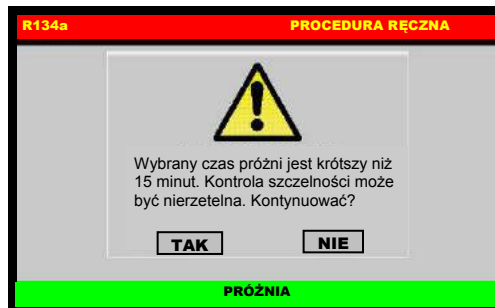 R134a PROCEDURA RĘCZNA
Wybrany czas próżni jest krótszy niż
15 minut. Kontrola szczelności może
być nierzetelna. Kontynuować?
TAK NIE
PRÓŻNIA